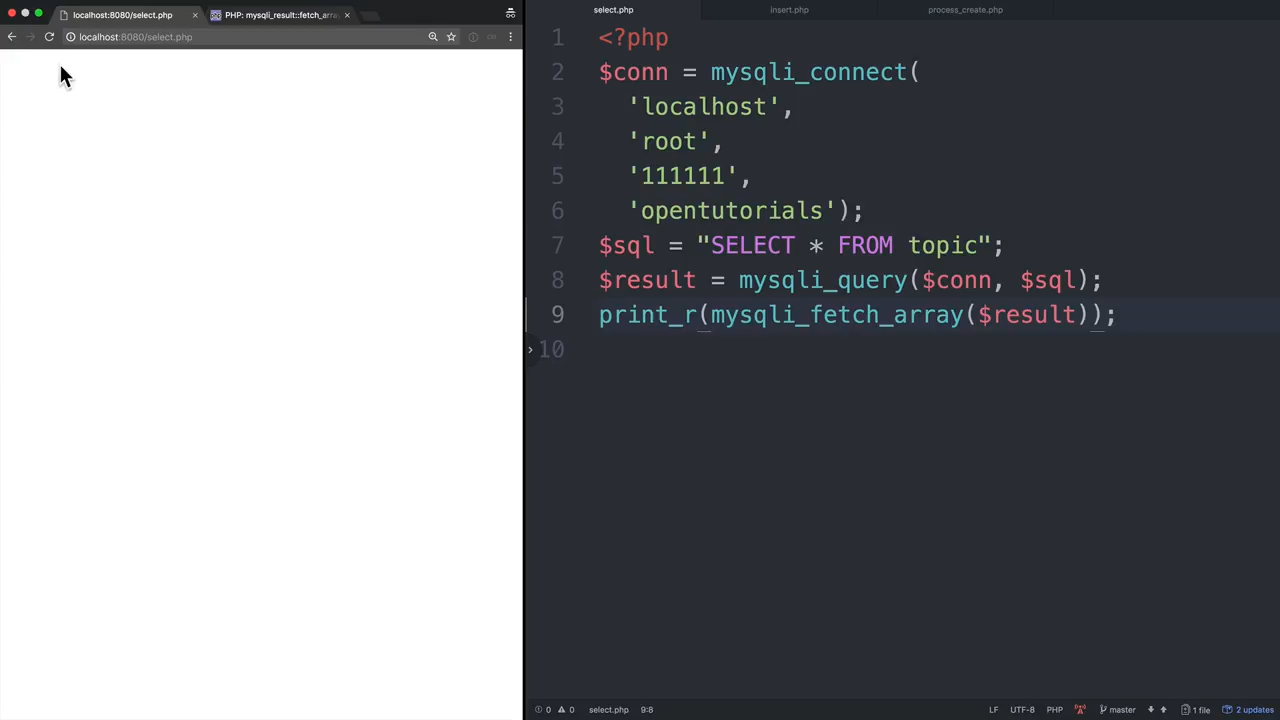 localhost:8080/select.php
PHP: mysqli_result::fetch_arra
localhost:8080/select.php
select.php
insert.php
process_create.php
1 <?php
2 $conn = mysqli_connect(
3 'localhost',
4 'root',
5 '111111',
6 'opentutorials');
7 $sql = "SELECT * FROM topic";
8 $result = mysqli_query($conn, $sql);
9 print_r(mysqli_fetch_array($result));
10
0 0 select.php 9:8
LF UTF-8 PHP master 1 file 2 updates